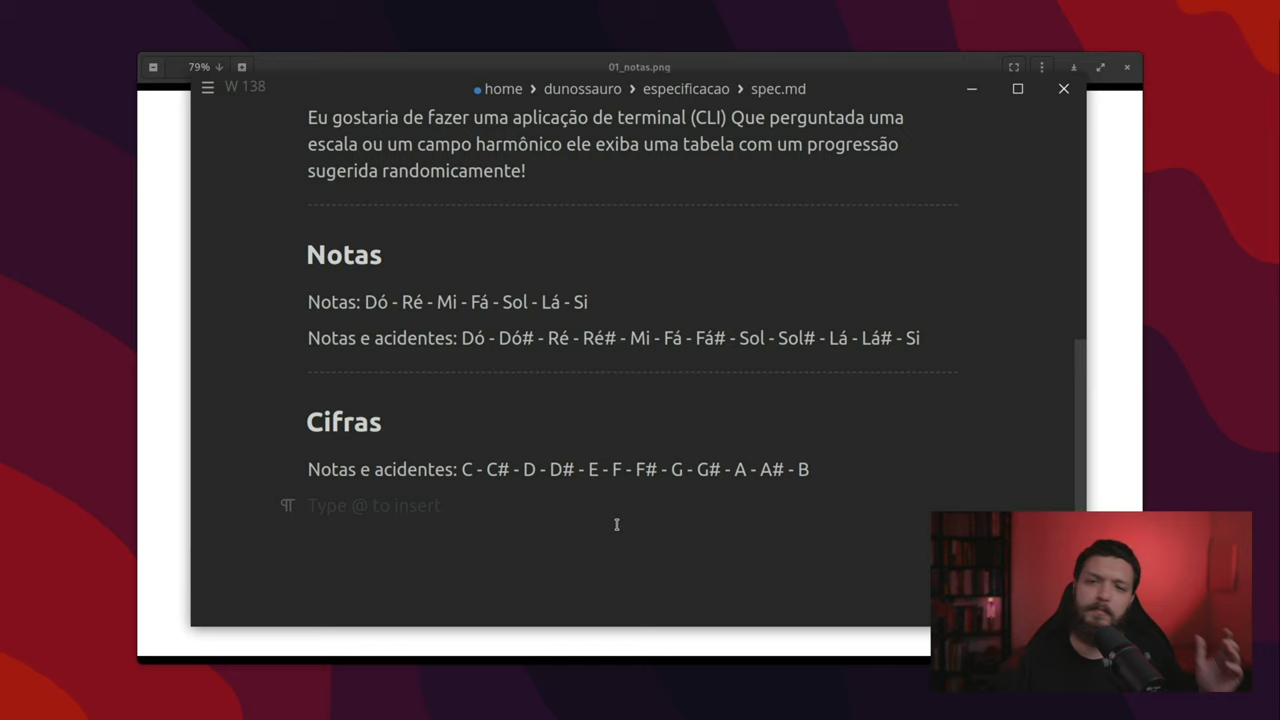 79%
01_notas.png
W 138
home > dunossauro > especificacao > spec.md
Eu gostaria de fazer uma aplicação de terminal (CLI) Que perguntada uma
escala ou um campo harmônico ele exiba uma tabela com um progressão
sugerida randomicamente!
Notas
Notas: Dó - Ré - Mi - Fá - Sol - Lá - Si
Notas e acidentes: Dó - Dó# - Ré - Ré# - Mi - Fá - Fá# - Sol - Sol# - Lá - Lá# - Si
Cifras
Notas e acidentes: C - C# - D - D# - E - F - F# - G - G# - A - A# - B
Type @ to insert